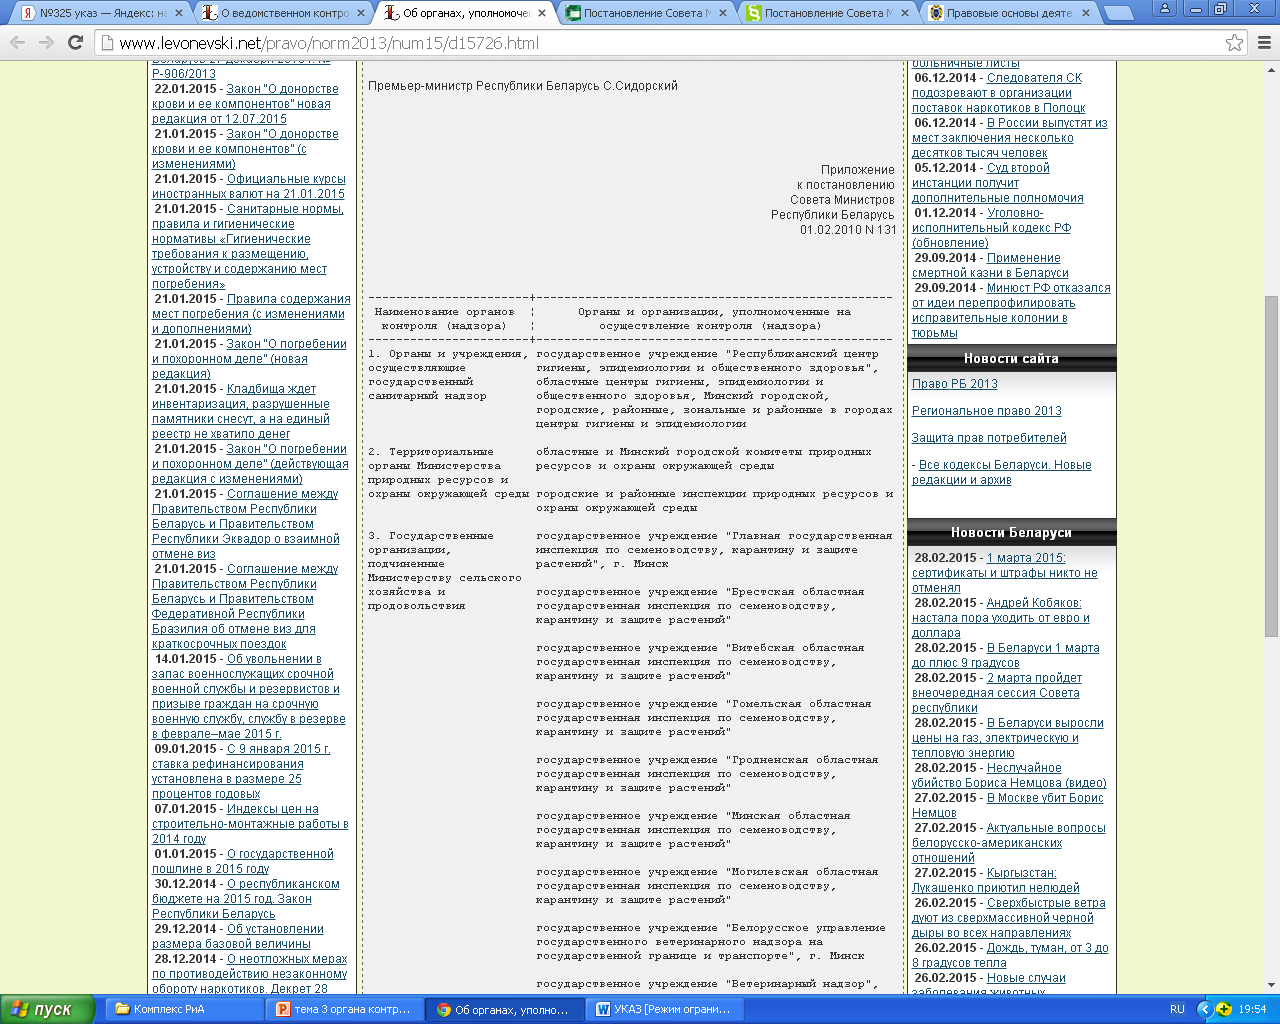 №325 указ — Яндекс: н
О ведомственном контро
Об органах, уполномоче
Постановление Совета М
Постановление Совета М
Правовые основы деяте
www.levonevski.net/pravo/norm2013/num15/d15726.html
Р-906/2013
22.01.2015 - Закон "О донорстве
крови и ее компонентов" новая
редакция от 12.07.2015
21.01.2015 - Закон "О донорстве
крови и ее компонентов" (с
изменениями)
21.01.2015 - Официальные курсы
иностранных валют на 21.01.2015
21.01.2015 - Санитарные нормы,
правила и гигиенические
нормативы «Гигиенические
требования к размещению,
устройству и содержанию мест
погребения»
21.01.2015 - Правила содержания
мест погребения (с изменениями
и дополнениями)
21.01.2015 - Закон "О погребении
и похоронном деле" (новая
редакция)
21.01.2015 - Кладбища ждет
инвентаризация, разрушенные
памятники снесут, а на единый
реестр не хватило денег
21.01.2015 - Закон "О погребении
и похоронном деле" (действующая
редакция с изменениями)
21.01.2015 - Соглашение между
Правительством Республики
Беларусь и Правительством
Республики Эквадор о взаимной
отмене виз
21.01.2015 - Соглашение между
Правительством Республики
Беларусь и Правительством
Федеративной Республики
Бразилия об отмене виз для
краткосрочных поездок
14.01.2015 - Об увольнении в
запас военнослужащих срочной
военной службы и резервистов и
призыве граждан на срочную
военную службу, службу в резерве
в феврале–мае 2015 г.
09.01.2015 - С 9 января 2015 г.
ставка рефинансирования
установлена в размере 25
процентов годовых
07.01.2015 - Индексы цен на
строительно-монтажные работы в
2014 году
01.01.2015 - О государственной
пошлине в 2015 году
30.12.2014 - О республиканском
бюджете на 2015 год. Закон
Республики Беларусь
29.12.2014 - Об установлении
размера базовой величины
28.12.2014 - О неотложных мерах
по противодействию незаконному
обороту наркотиков. Декрет 28
Премьер-министр Республики Беларусь С.Сидорский
Приложение
к постановлению
Совета Министров
Республики Беларусь
01.02.2010 N 131
Наименование органов ¦ Органы и организации, уполномоченные на
контроля (надзора) ¦ осуществление контроля (надзора)
1. Органы и учреждения, государственное учреждение "Республиканский центр
осуществляющие гигиены, эпидемиологии и общественного здоровья",
государственный областные центры гигиены, эпидемиологии и
санитарный надзор общественного здоровья, Минский городской,
городские, районные, зональные и районные в городах
центры гигиены и эпидемиологии
2. Территориальные областные и Минский городской комитеты природных
органы Министерства ресурсов и охраны окружающей среды
природных ресурсов и
охраны окружающей среды городские и районные инспекции природных ресурсов и
охраны окружающей среды
3. Государственные государственное учреждение "Главная государственная
организации, инспекция по семеноводству, карантину и защите
подчиненные растений", г. Минск
Министерству сельского
хозяйства и государственное учреждение "Брестская областная
продовольствия государственная инспекция по семеноводству,
карантину и защите растений"
государственное учреждение "Витебская областная
государственная инспекция по семеноводству,
карантину и защите растений"
государственное учреждение "Гомельская областная
государственная инспекция по семеноводству,
карантину и защите растений"
государственное учреждение "Гродненская областная
государственная инспекция по семеноводству,
карантину и защите растений"
государственное учреждение "Минская областная
государственная инспекция по семеноводству,
карантину и защите растений"
государственное учреждение "Могилевская областная
государственная инспекция по семеноводству,
карантину и защите растений"
государственное учреждение "Белорусское управление
государственного ветеринарного надзора на
государственной границе и транспорте", г. Минск
государственное учреждение "Ветеринарный надзор",
больничные листы
06.12.2014 - Следователя СК
подозревают в организации
поставок наркотиков в Полоцк
06.12.2014 - В России выпустят из
мест заключения несколько
десятков тысяч человек
05.12.2014 - Суд второй
инстанции получит
дополнительные полномочия
01.12.2014 - Уголовно-
исполнительный кодекс РФ
(обновление)
29.09.2014 - Применение
смертной казни в Беларуси
29.09.2014 - Минюст РФ отказался
от идеи перепрофилировать
исправительные колонии в
тюрьмы
Новости сайта
Право РБ 2013
Региональное право 2013
Защита прав потребителей
- Все кодексы Беларуси. Новые
редакции и архив
Новости Беларуси
28.02.2015 - 1 марта 2015:
сертификаты и штрафы никто не
отменял
28.02.2015 - Андрей Кобяков:
настала пора уходить от евро и
доллара
28.02.2015 - В Беларуси 1 марта
до плюс 9 градусов
28.02.2015 - 2 марта пройдет
внеочередная сессия Совета
республики
28.02.2015 - В Беларуси выросли
цены на газ, электрическую и
тепловую энергию
28.02.2015 - Неслучайное
убийство Бориса Немцова (видео)
27.02.2015 - В Москве убит Борис
Немцов
27.02.2015 - Актуальные вопросы
белорусско-американских
отношений
27.02.2015 - Кыргызстан:
Лукашенко приютил нелюдей
26.02.2015 - Сверхбыстрые ветра
дуют из сверхмассивной черной
дыры во всех направлениях
26.02.2015 - Дождь, туман, от 3 до
8 градусов тепла
26.02.2015 - Новые случаи
заболевания животных
пуск
Комплекс РиА
тема 3 органа контр...
Об органах, уполно...
УКАЗ [Режим ограни...
RU
19:54